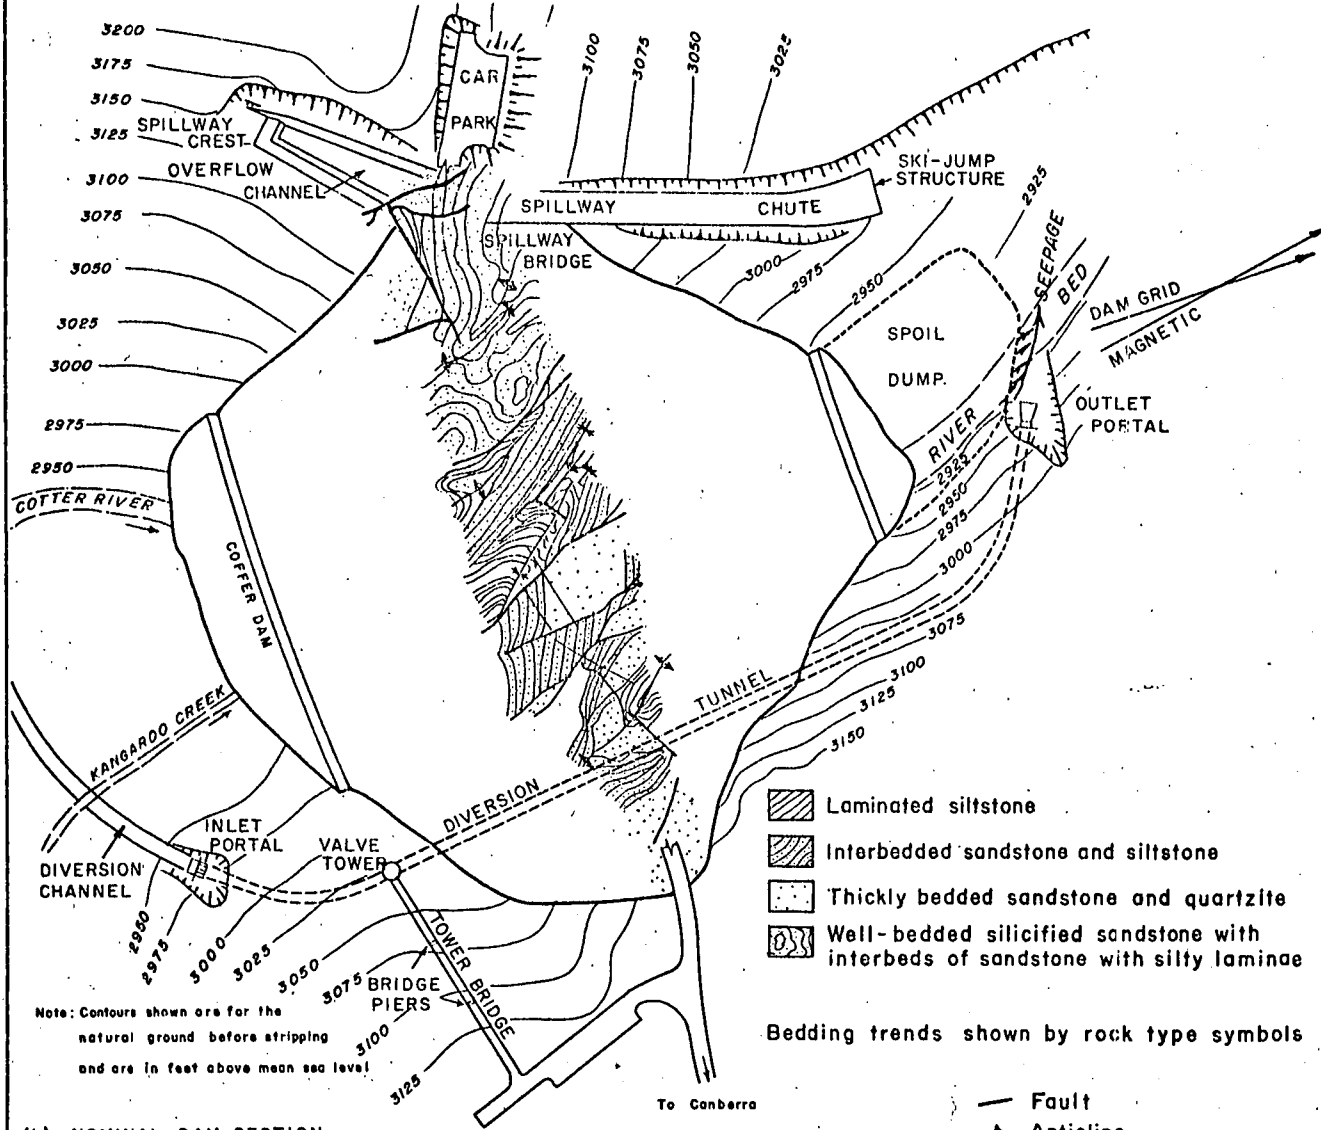 3200
3175
3150
3125
3100
3075
3050
3025
3000
2975
2950
SPILLWAY
CREST
OVERFLOW
CHANNEL
CAR
PARK
3100
3075
3050
3025
SKI-JUMP
STRUCTURE
SPILLWAY CHUTE
SPILLWAY
BRIDGE
3000
2975
2950
2925
SEEPAGE
RIVER BED
DAM GRID
MAGNETIC
SPOIL
DUMP.
OUTLET
PORTAL
2925
2950
2975
3000
3075
3100
3125
3150
COTTER RIVER
COFFER DAM
KANGAROO CREEK
DIVERSION TUNNEL
INLET
PORTAL
VALVE
TOWER
DIVERSION
CHANNEL
2950
2975
3000
3025
3050
3075
3100
3125
TOWER BRIDGE
BRIDGE
PIERS
Laminated siltstone
Interbedded sandstone and siltstone
Thickly bedded sandstone and quartzite
Well-bedded silicified sandstone with
interbeds of sandstone with silty laminae
Note: Contours shown are for the
natural ground before stripping
and are in feet above mean sea level
Bedding trends shown by rock type symbols
To Canberra
Fault
Anticline
NOMINAL DAM SECTION